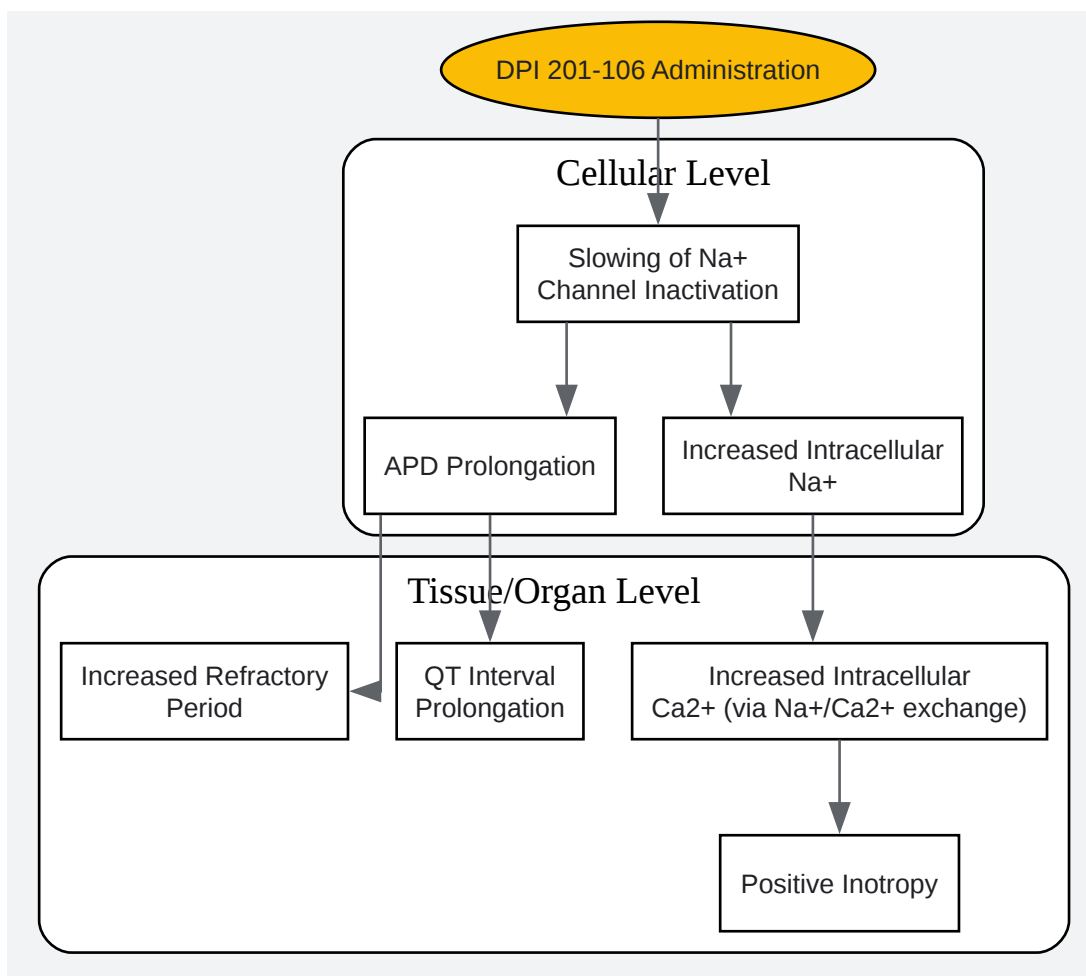 DPI 201-106 Administration
Cellular Level
Slowing of Na+
Channel Inactivation
APD Prolongation
Increased Intracellular
Na+
Tissue/Organ Level
Increased Refractory
Period
QT Interval
Prolongation
Increased Intracellular
Ca2+ (via Na+/Ca2+ exchange)
Positive Inotropy